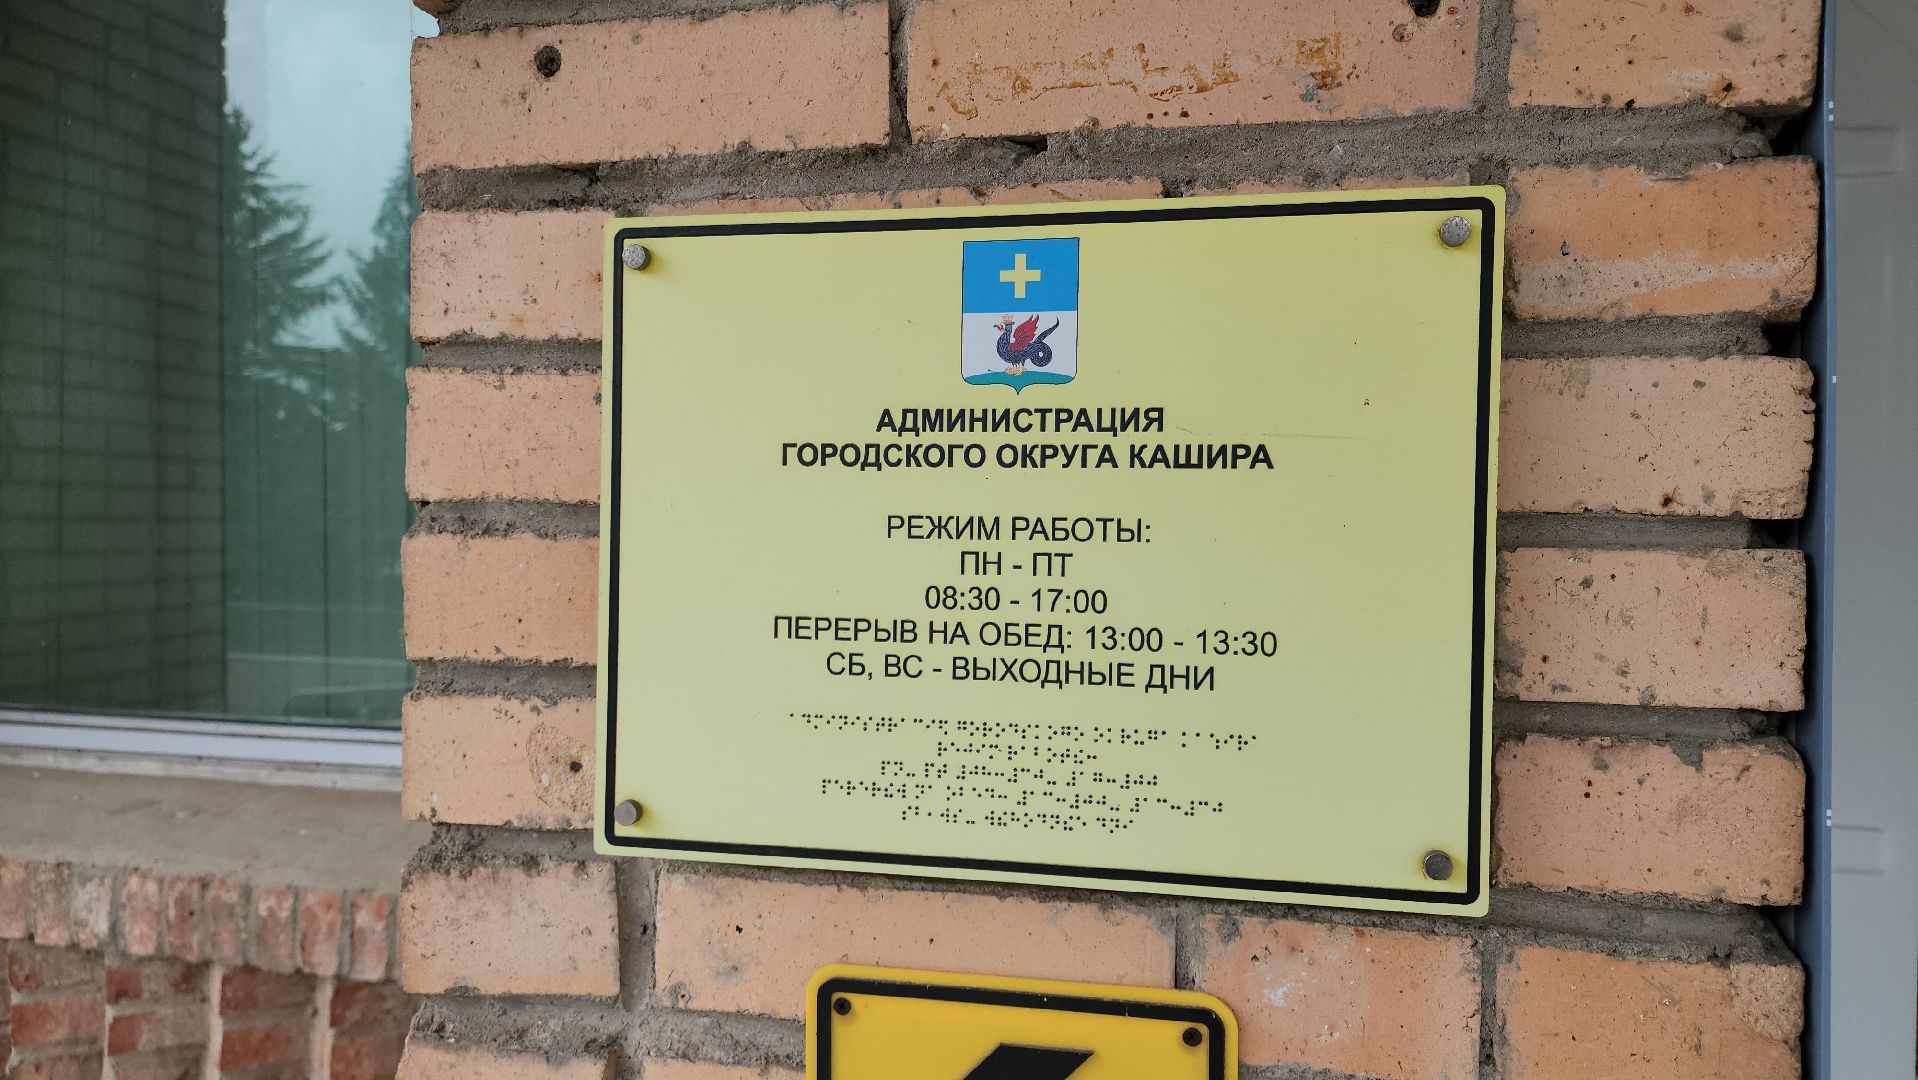 АДМИНИСТРАЦИЯ
ГОРОДСКОГО ОКРУГА КАШИРА
РЕЖИМ РАБОТЫ:
ПН - ПТ
08:30 - 17:00
ПЕРЕРЫВ НА ОБЕД: 13:00 - 13:30
СБ, ВС - ВЫХОДНЫЕ ДНИ